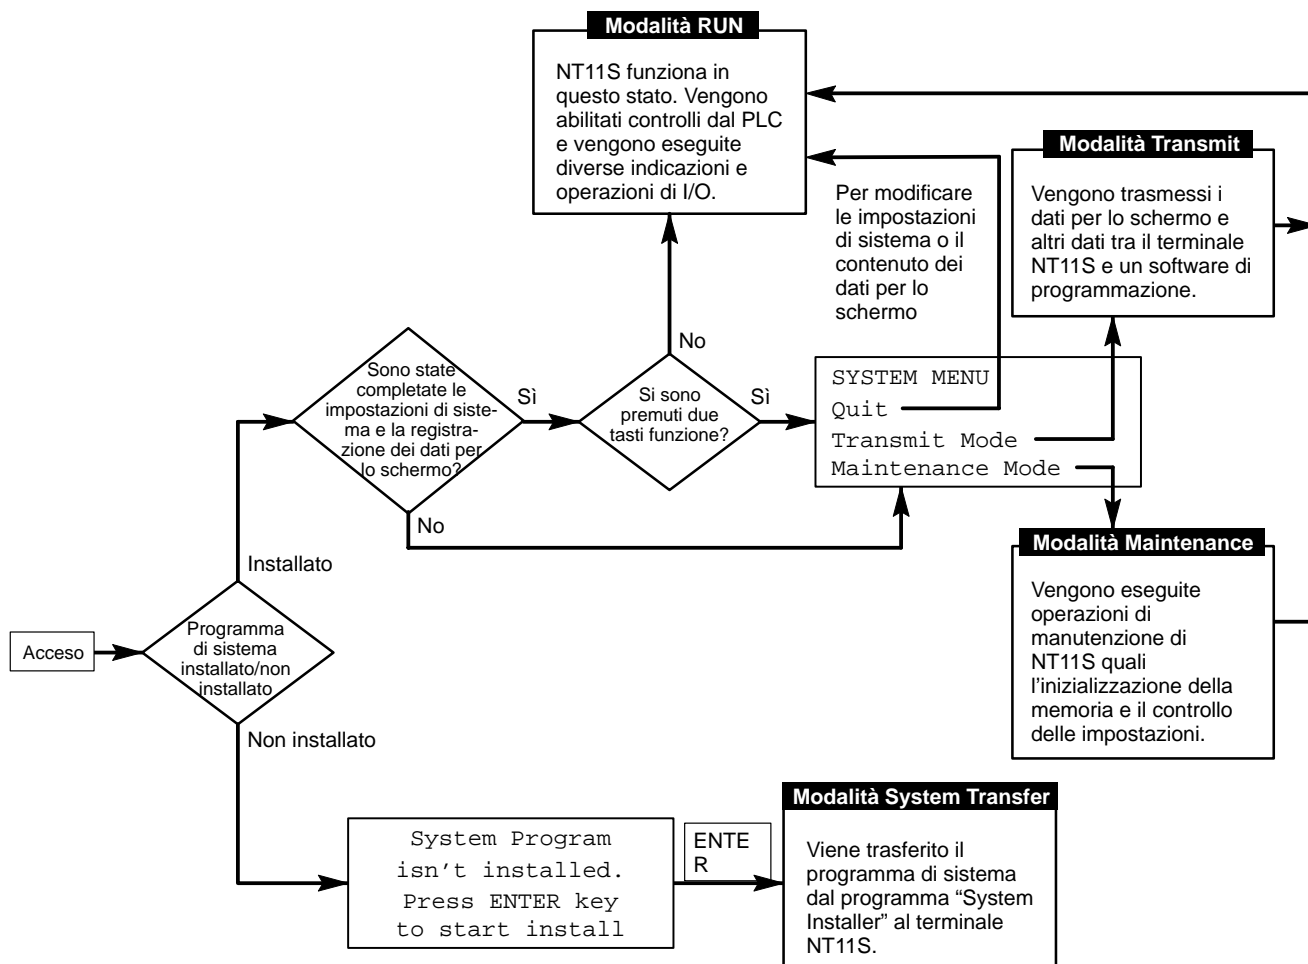 Modalità RUN
NT11S funziona in
questo stato. Vengono
abilitati controlli dal PLC
e vengono eseguite
diverse indicazioni e
operazioni di I/O.
Modalità Transmit
Vengono trasmessi i
dati per lo schermo e
altri dati tra il terminale
NT11S e un software di
programmazione.
Per modificare
le impostazioni
di sistema o il
contenuto dei
dati per lo
schermo
No
Sono state
completate le
impostazioni di siste-
ma e la registra-
zione dei dati per
lo schermo?
Sì
Si sono
premuti due
tasti funzione?
Sì
SYSTEM MENU
Quit
Transmit Mode
Maintenance Mode
No
Modalità Maintenance
Vengono eseguite
operazioni di
manutenzione di
NT11S quali
l’inizializzazione della
memoria e il controllo
delle impostazioni.
Installato
Acceso
Programma
di sistema
installato/non
installato
Non installato
System Program
isn’t installed.
Press ENTER key
to start install
ENTE
R
Modalità System Transfer
Viene trasferito il
programma di sistema
dal programma “System
Installer” al terminale
NT11S.